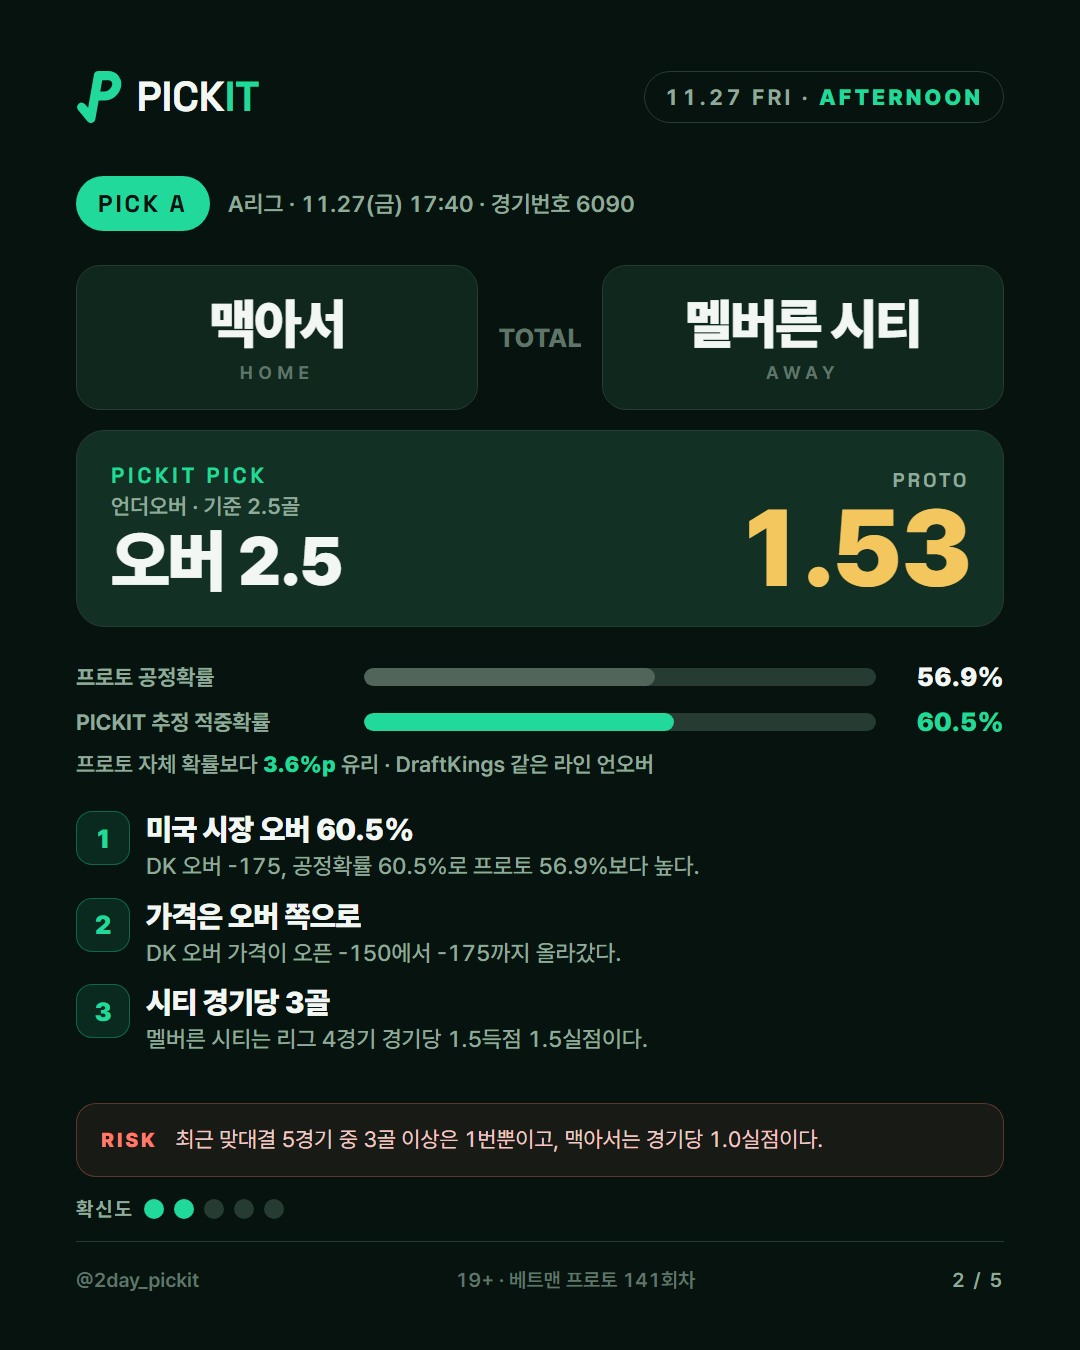 PICKIT
11.27 FRI · AFTERNOON
PICK A
A리그 · 11.27(금) 17:40 · 경기번호 6090
맥아서
HOME
TOTAL
멜버른 시티
AWAY
PICKIT PICK
언더오버 · 기준 2.5골
오버 2.5
PROTO
1.53
프로토 공정확률 56.9%
PICKIT 추정 적중확률 60.5%
프로토 자체 확률보다 3.6%p 유리 · DraftKings 같은 라인 언오버
1 미국 시장 오버 60.5%
DK 오버 -175, 공정확률 60.5%로 프로토 56.9%보다 높다.
2 가격은 오버 쪽으로
DK 오버 가격이 오픈 -150에서 -175까지 올라갔다.
3 시티 경기당 3골
멜버른 시티는 리그 4경기 경기당 1.5득점 1.5실점이다.
RISK 최근 맞대결 5경기 중 3골 이상은 1번뿐이고, 맥아서는 경기당 1.0실점이다.
확신도
@2day_pickit
19+ · 베트맨 프로토 141회차
2 / 5